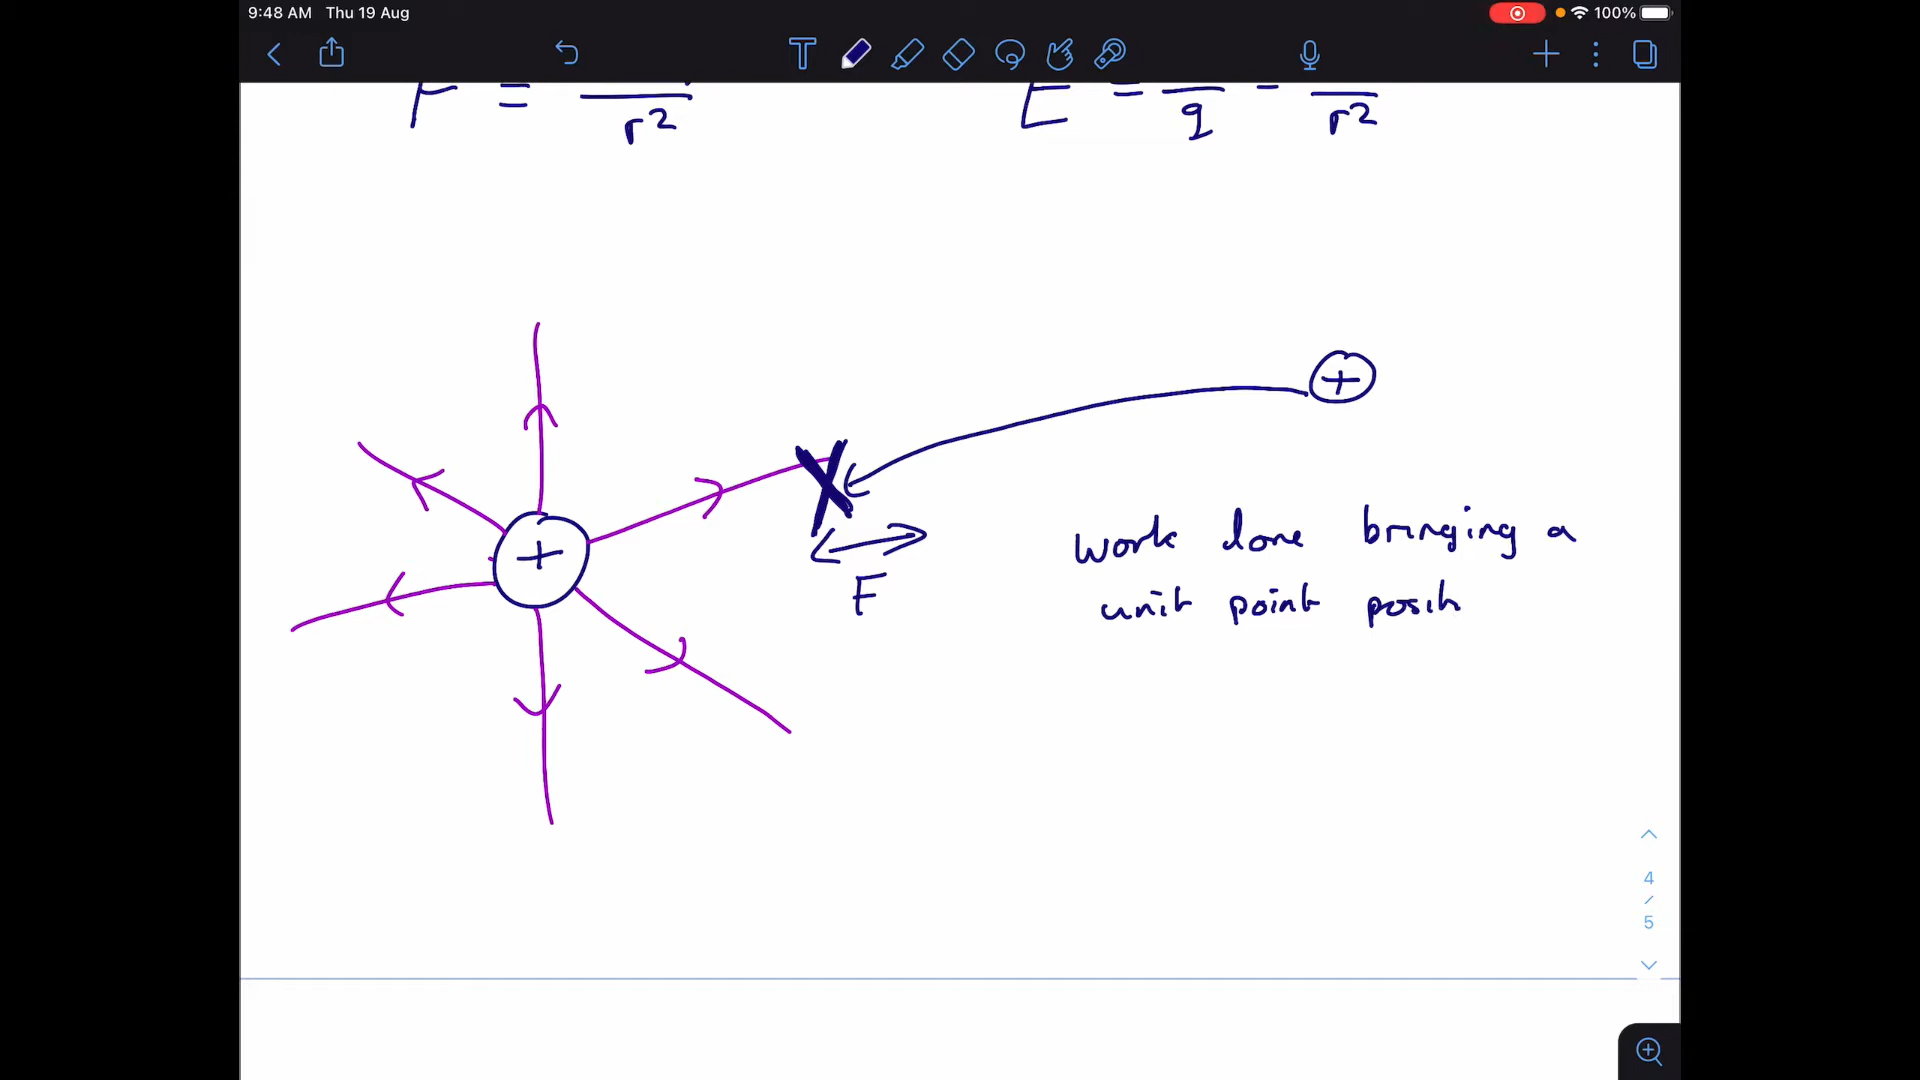 9:48 AM Thu 19 Aug
100%
T
F = r²
E = q - r²
+
+
X
F
work done bringing a
unit point posit
4
/
5